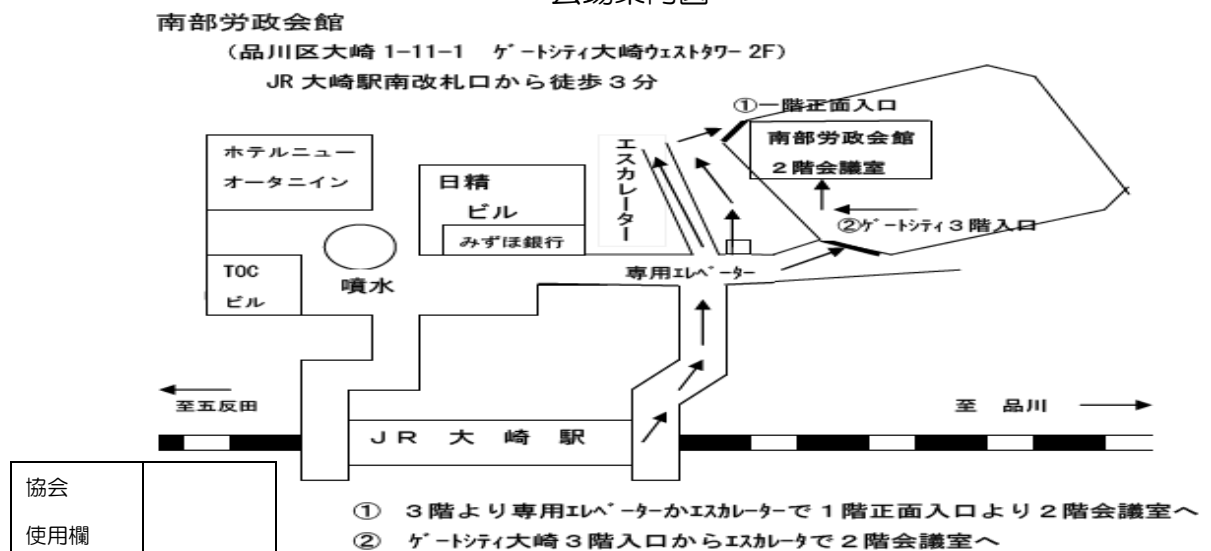 会場案内図
南部労政会館
（品川区大崎 1-11-1　ｹﾞｰﾄｼﾃｨ大崎ｳｪｽﾄﾀﾜｰ 2F）
JR 大崎駅南改札口から徒歩３分
①一階正面入口
南部労政会館
２階会議室
ホテルニュー
オータニイン
日精
ビル
みずほ銀行
エスカレーター
②ｹﾞｰﾄｼﾃｨ３階入口
TOC
ビル
噴水
専用ｴﾚﾍﾞｰﾀｰ
至五反田
至　品川
ＪＲ　大　崎　駅
協会
使用欄
①　３階より専用ｴﾚﾍﾞｰﾀｰかｴｽｶﾚｰﾀｰで１階正面入口より２階会議室へ
②　ｹﾞｰﾄｼﾃｨ大崎３階入口からｴｽｶﾚｰﾀで２階会議室へ